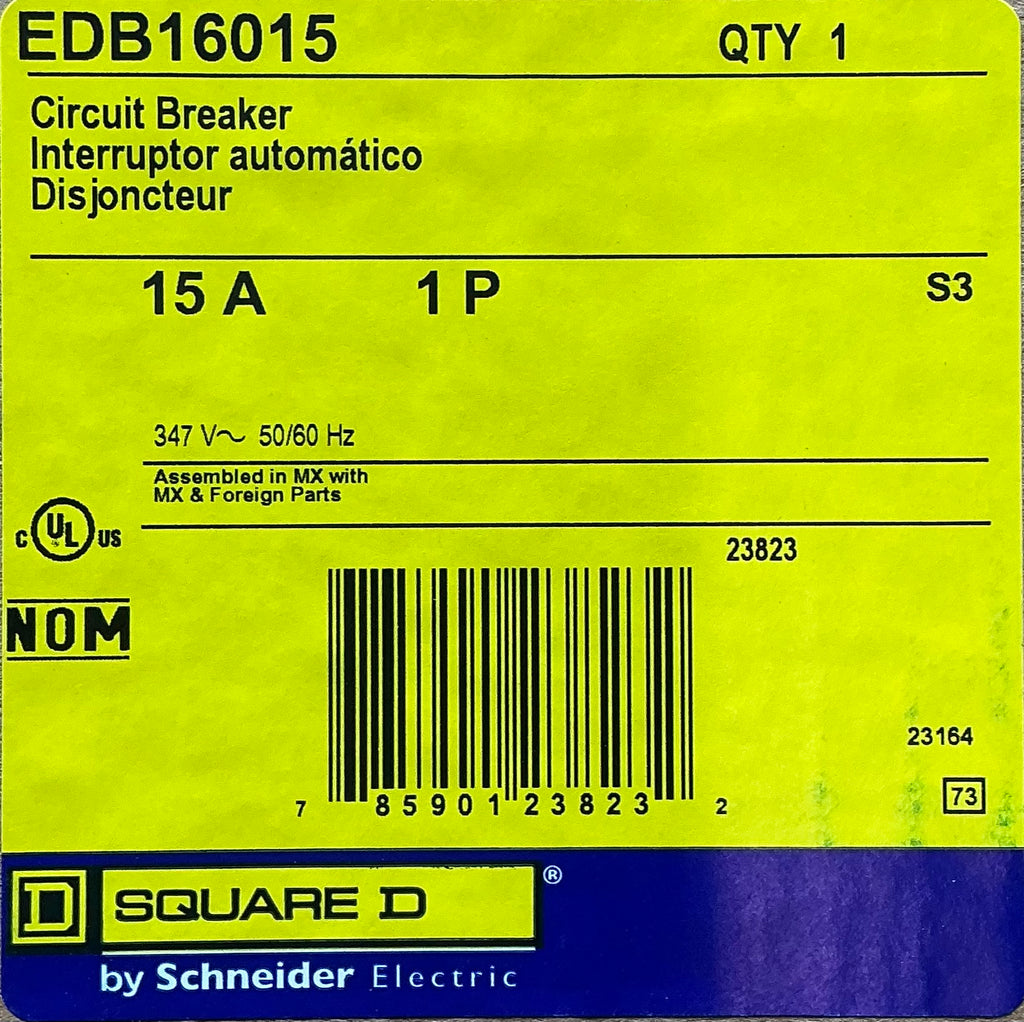 EDB16015 QTY 1
Circuit Breaker
Interruptor automático
Disjoncteur
15 A 1 P S3
347 V～ 50/60 Hz
Assembled in MX with
MX & Foreign Parts
C UL US
23823
NOM
23164
73
7 85901 23823 2
D SQUARE D ®
by Schneider Electric